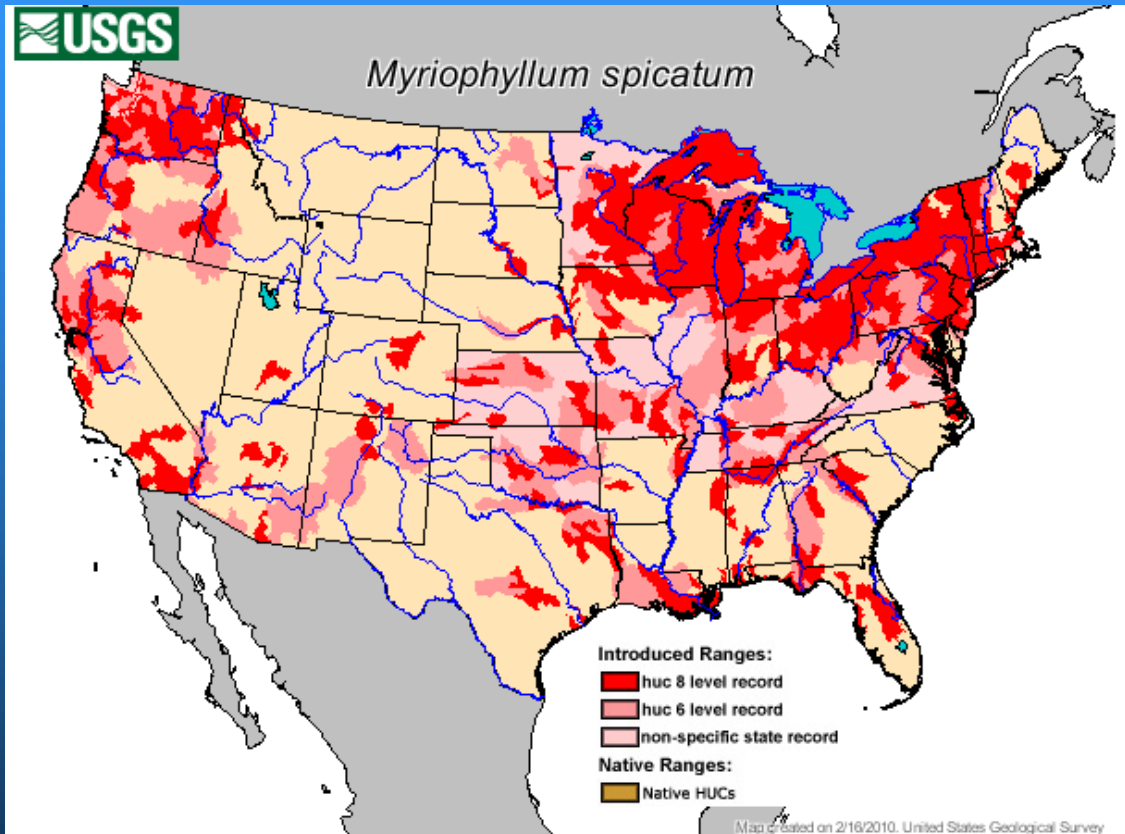 USGS
Myriophyllum spicatum
Introduced Ranges:
huc 8 level record
huc 6 level record
non-specific state record
Native Ranges:
Native HUCs
Map created on 2/16/2010. United States Geological Survey